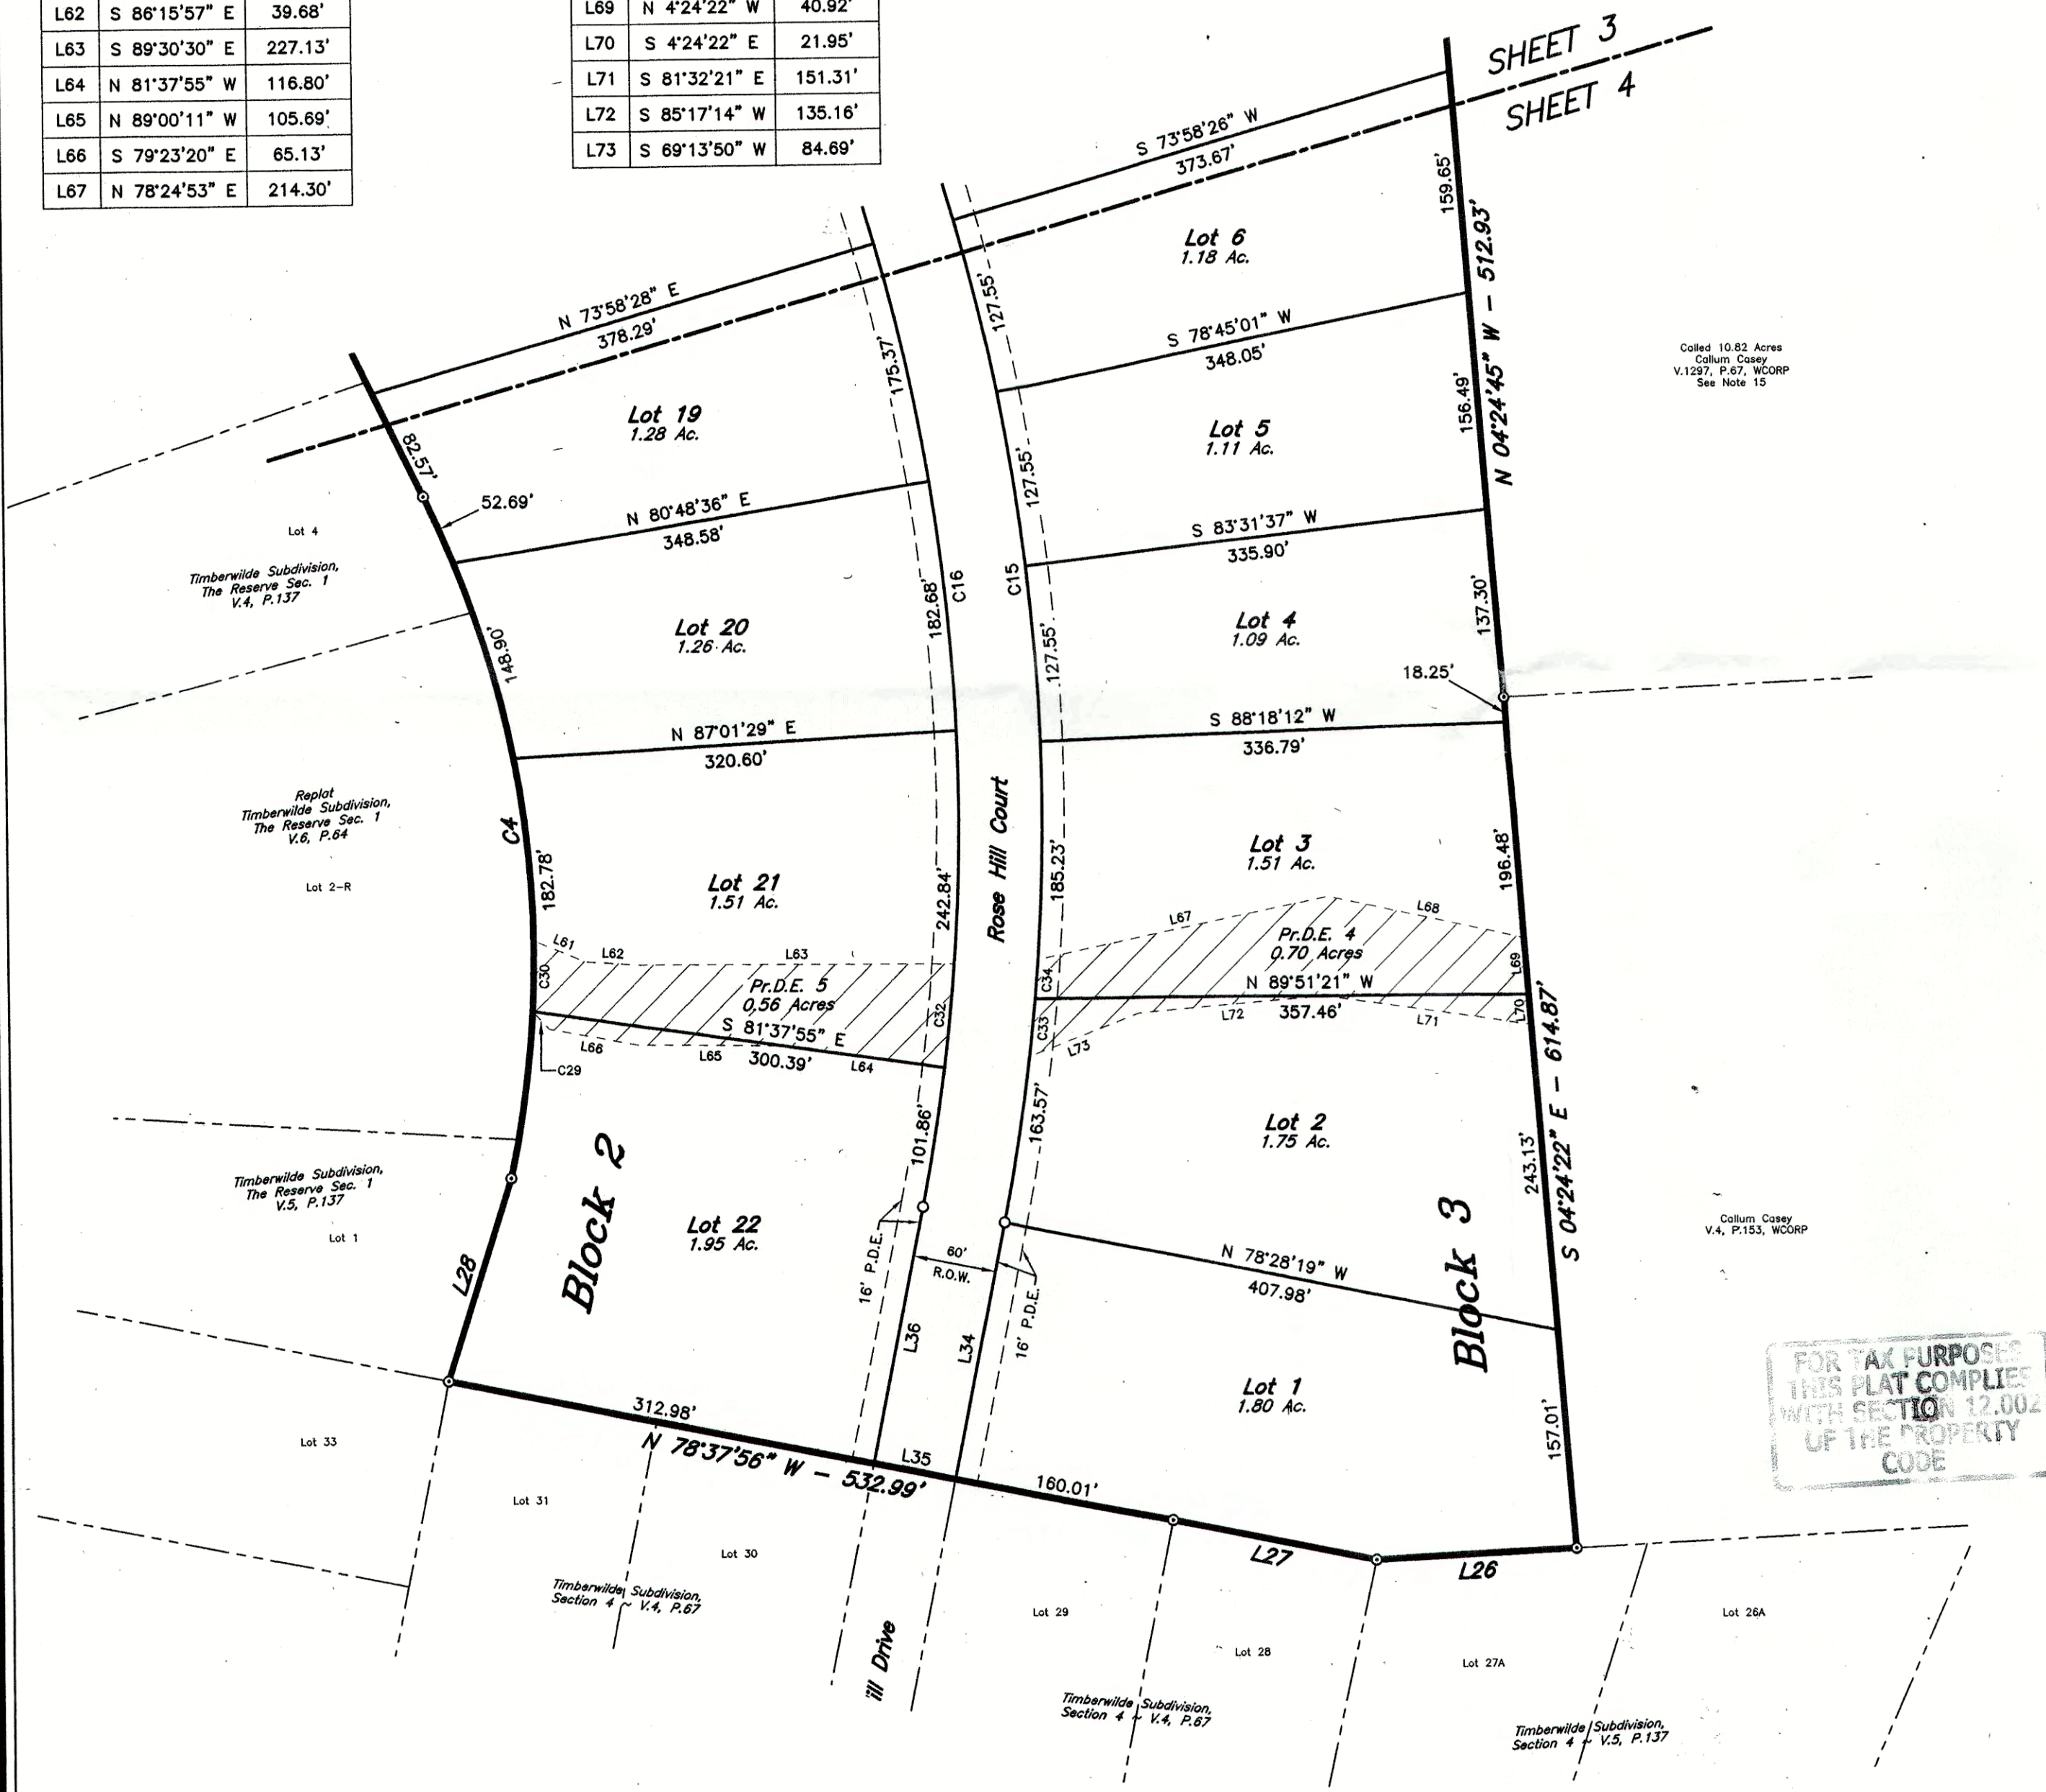 L62 S 86°15'57" E 39.68'
L63 S 89°30'30" E 227.13'
L64 N 81°37'55" W 116.80'
L65 N 89°00'11" W 105.69'
L66 S 79°23'20" E 65.13'
L67 N 78°24'53" E 214.30'
L69 N 4°24'22" W 40.92'
L70 S 4°24'22" E 21.95'
L71 S 81°32'21" E 151.31'
L72 S 85°17'14" W 135.16'
L73 S 69°13'50" W 84.69'
SHEET 3
SHEET 4
S 73°58'26" W
373.67'
159.65'
N 04°24'45" W - 512.93'
Lot 6
1.18 Ac.
127.55'
N 73°58'28" E
378.29'
175.37'
S 78°45'01" W
348.05'
Called 10.82 Acres
Callum Casey
V.1297, P.67, WCORP
See Note 15
82.57'
Lot 19
1.28 Ac.
Lot 5
1.11 Ac.
156.49'
127.55'
52.69'
N 80°48'36" E
348.58'
S 83°31'37" W
335.90'
Lot 4
Timberwilde Subdivision,
The Reserve Sec. 1
V.4, P.137
C16
C15
182.68'
137.30'
148.90'
Lot 20
1.26 Ac.
Lot 4
1.09 Ac.
127.55'
18.25'
N 87°01'29" E
320.60'
S 88°18'12" W
336.79'
Replat
Timberwilde Subdivision,
The Reserve Sec. 1
V.6, P.64
Lot 2-R
C4
182.78'
Lot 21
1.51 Ac.
242.84'
Rose Hill Court
185.23'
Lot 3
1.51 Ac.
196.48'
L61
L62
L63
L67
L68
C30
Pr.D.E. 5
0.56 Acres
C32
C34
Pr.D.E. 4
0.70 Acres
L69
N 89°51'21" W
357.46'
S 81°37'55" E
300.39'
L66
L65
L64
C33
L73
L72
L71
L70
C29
S 04°24'22" E - 614.87'
101.86'
163.57'
Lot 2
1.75 Ac.
243.13'
Timberwilde Subdivision,
The Reserve Sec. 1
V.5, P.137
Lot 1
Block 2
Lot 22
1.95 Ac.
Block 3
Callum Casey
V.4, P.153, WCORP
L28
16' P.D.E.
60'
R.O.W.
16' P.D.E.
N 78°28'19" W
407.98'
L36
L34
Lot 1
1.80 Ac.
157.01'
FOR TAX PURPOSES
THIS PLAT COMPLIES
WITH SECTION 12.002
OF THE PROPERTY
CODE
312.98'
N 78°37'56" W - 532.99'
L35
160.01'
Lot 33
Lot 31
Lot 30
L27
L26
Timberwilde Subdivision,
Section 4 ~ V.4, P.67
ill Drive
Lot 29
Lot 28
Lot 27A
Lot 26A
Timberwilde Subdivision,
Section 4 ~ V.4, P.67
Timberwilde Subdivision,
Section 4 ~ V.5, P.137